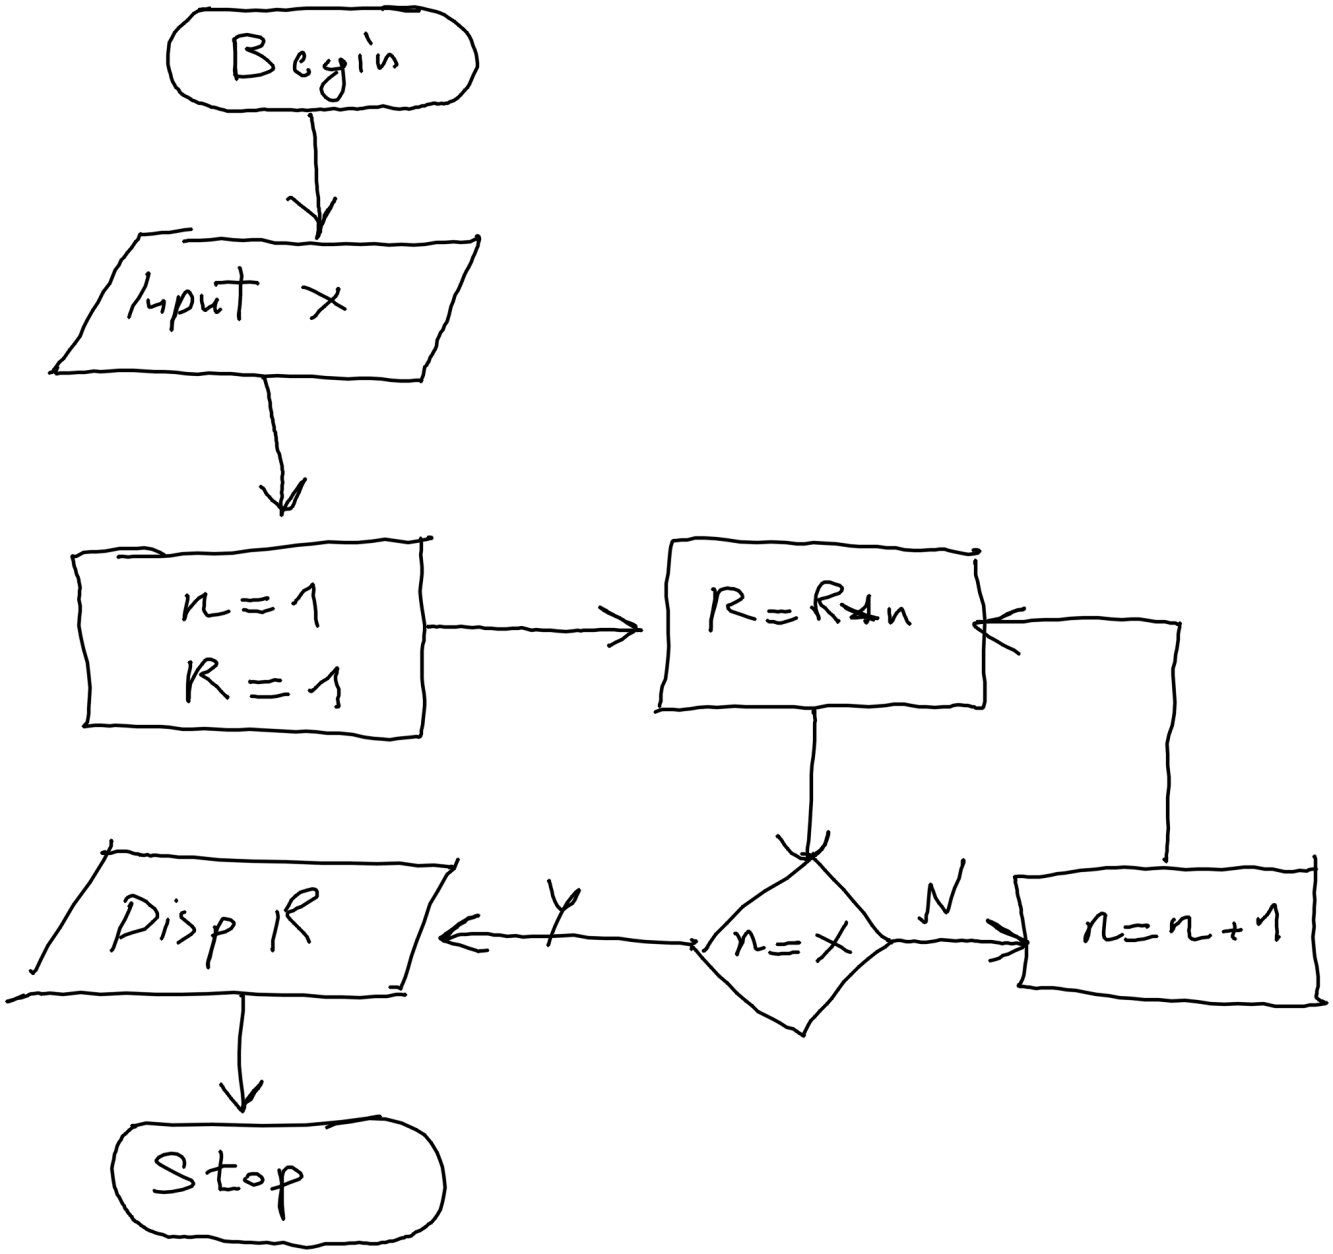 Begin
Input x
n=1
R=1
R=R*n
n=x
N
n=n+1
Y
Disp R
Stop